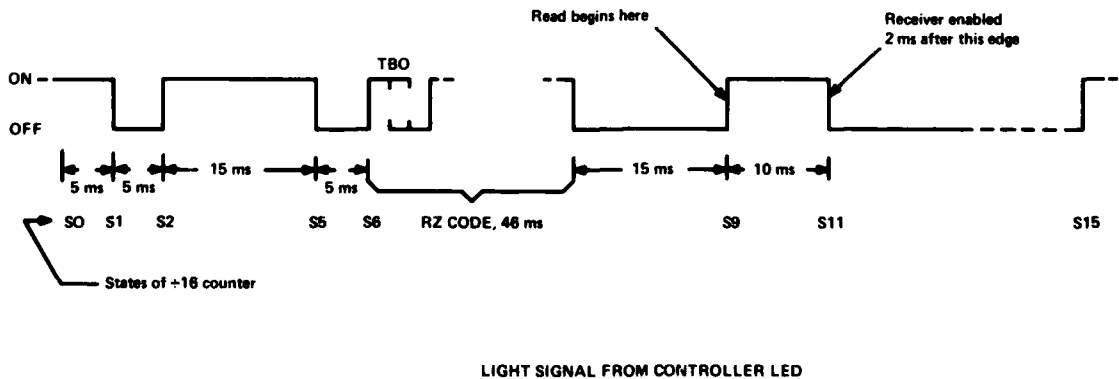 Read begins here
Receiver enabled
2 ms after this edge
TBO
ON
OFF
5 ms
5 ms
15 ms
5 ms
15 ms
10 ms
S0 S1 S2 S5 S6 RZ CODE, 46 ms S9 S11 S15
States of ÷16 counter
LIGHT SIGNAL FROM CONTROLLER LED